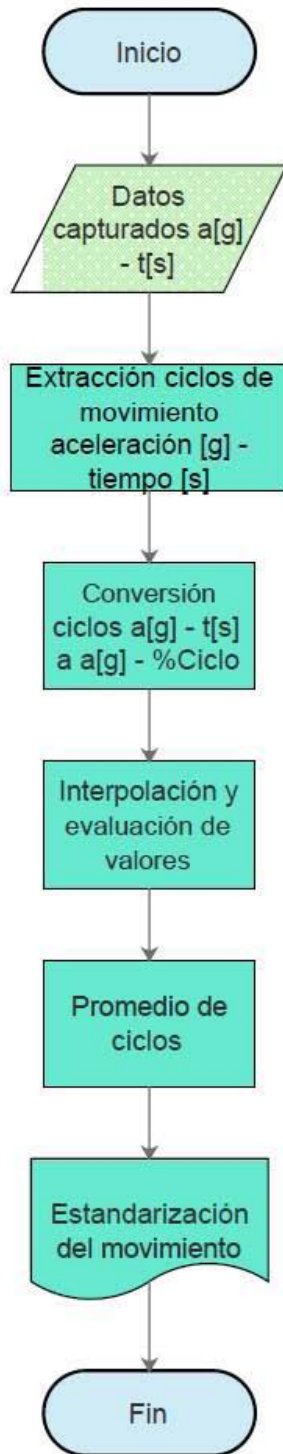 Inicio
Datos
capturados a[g]
- t[s]
Extracción ciclos de
movimiento
aceleración [g] -
tiempo [s]
Conversión
ciclos a[g] - t[s]
a a[g] - %Ciclo
Interpolación y
evaluación de
valores
Promedio de
ciclos
Estandarización
del movimiento
Fin